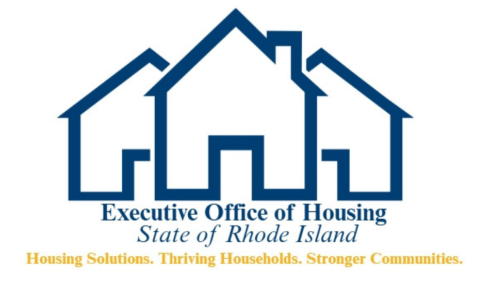 Executive Office of Housing
State of Rhode Island
Housing Solutions. Thriving Households. Stronger Communities.